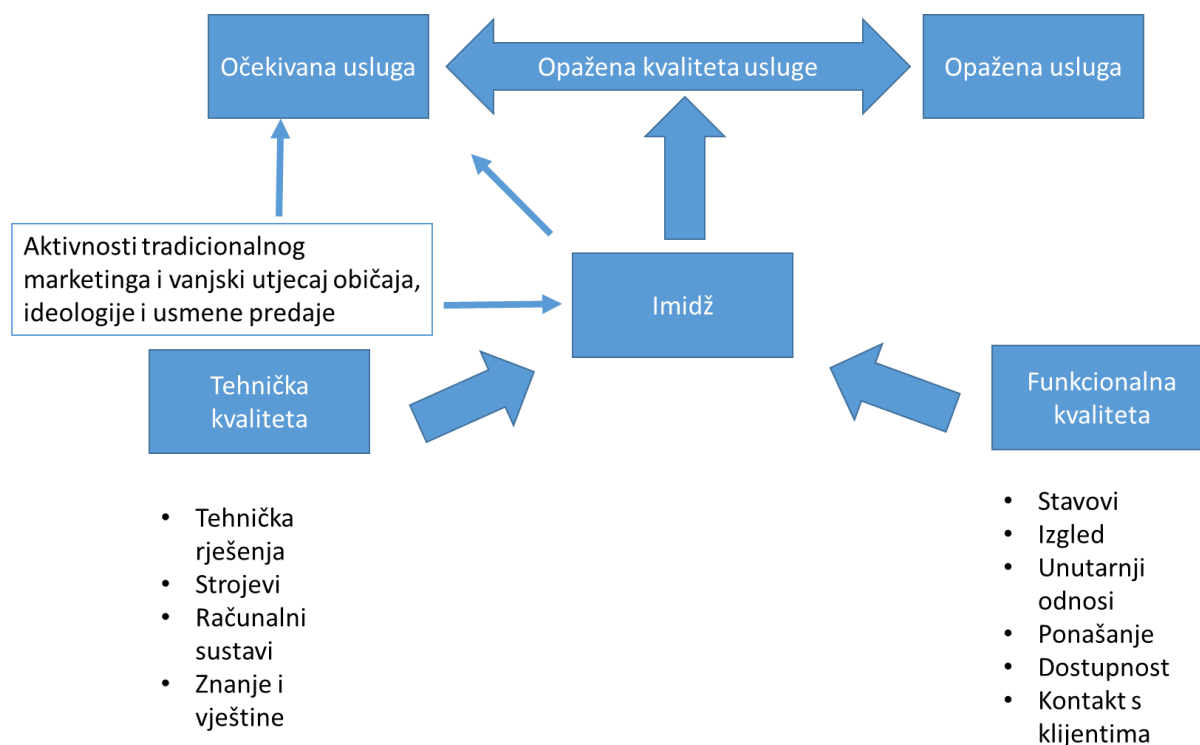 Očekivana usluga
Opažena kvaliteta usluge
Opažena usluga
Aktivnosti tradicionalnog
marketinga i vanjski utjecaj običaja,
ideologije i usmene predaje
Imidž
Tehnička
kvaliteta
Funkcionalna
kvaliteta
• Tehnička
rješenja
• Strojevi
• Računalni
sustavi
• Znanje i
vještine
• Stavovi
• Izgled
• Unutarnji
odnosi
• Ponašanje
• Dostupnost
• Kontakt s
klijentima